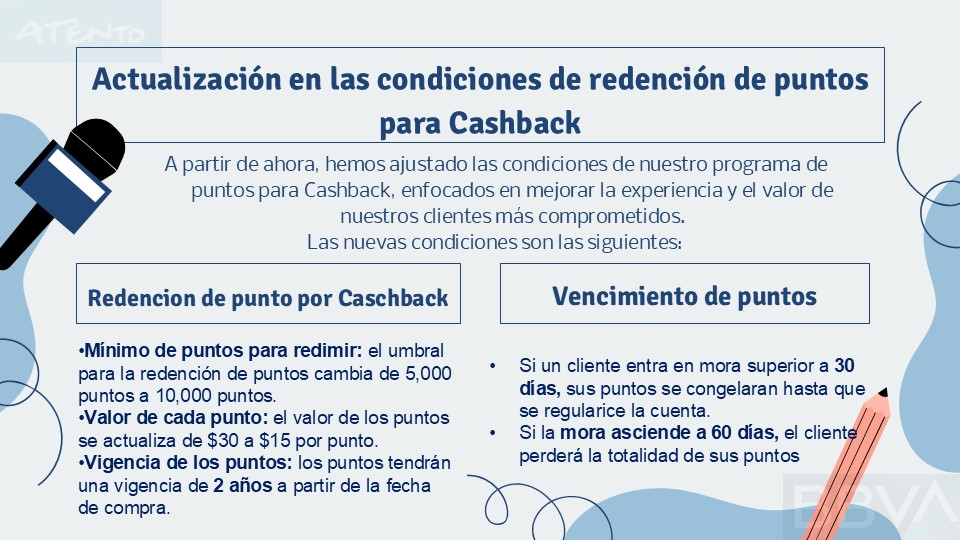 ATENTO
Actualización en las condiciones de redención de puntos
para Cashback
A partir de ahora, hemos ajustado las condiciones de nuestro programa de
puntos para Cashback, enfocados en mejorar la experiencia y el valor de
nuestros clientes más comprometidos.
Las nuevas condiciones son las siguientes:
Redencion de punto por Caschback
•Mínimo de puntos para redimir: el umbral
para la redención de puntos cambia de 5,000
puntos a 10,000 puntos.
•Valor de cada punto: el valor de los puntos
se actualiza de $30 a $15 por punto.
•Vigencia de los puntos: los puntos tendrán
una vigencia de 2 años a partir de la fecha
de compra.
Vencimiento de puntos
• Si un cliente entra en mora superior a 30
días, sus puntos se congelaran hasta que
se regularice la cuenta.
• Si la mora asciende a 60 días, el cliente
perderá la totalidad de sus puntos
BBVA